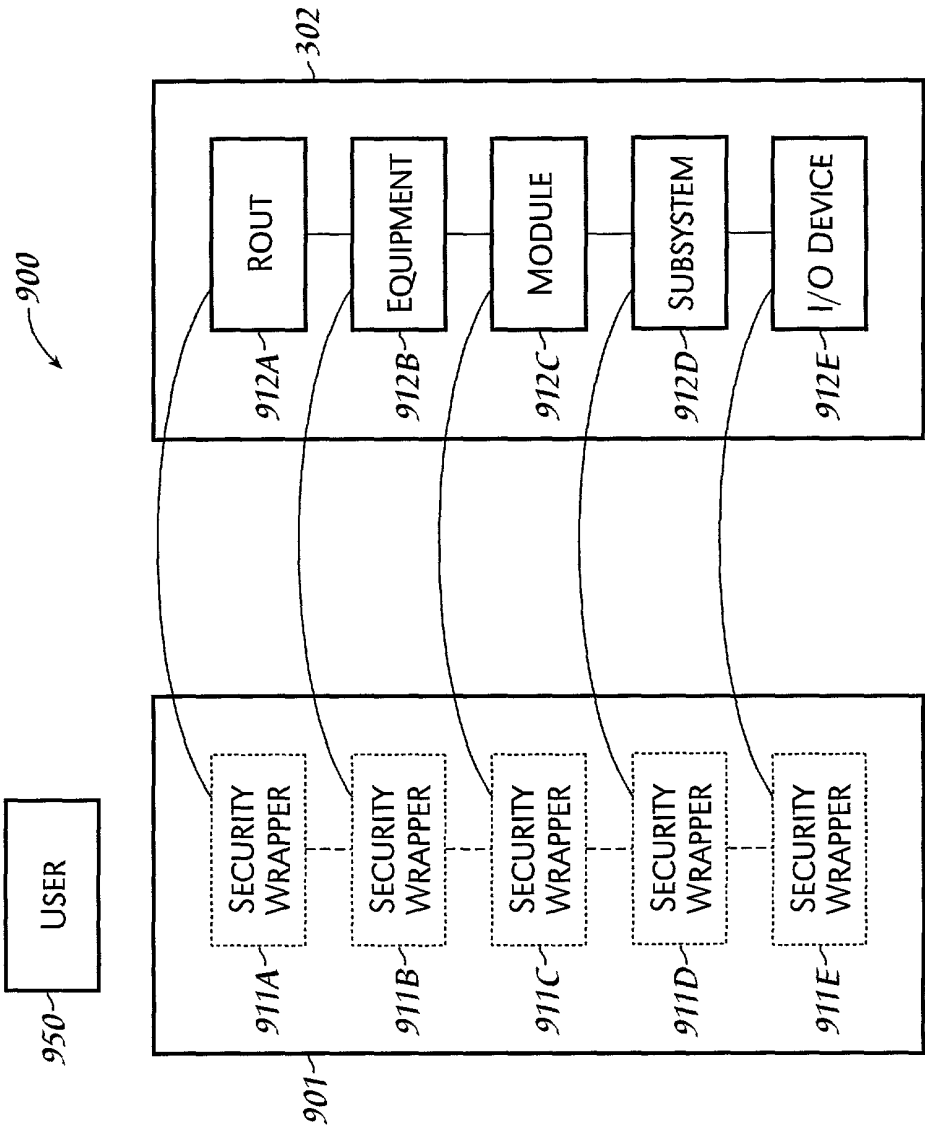 900
USER
950
901
SECURITY
WRAPPER
911A
SECURITY
WRAPPER
911B
SECURITY
WRAPPER
911C
SECURITY
WRAPPER
911D
SECURITY
WRAPPER
911E
302
ROUT
912A
EQUIPMENT
912B
MODULE
912C
SUBSYSTEM
912D
I/O DEVICE
912E